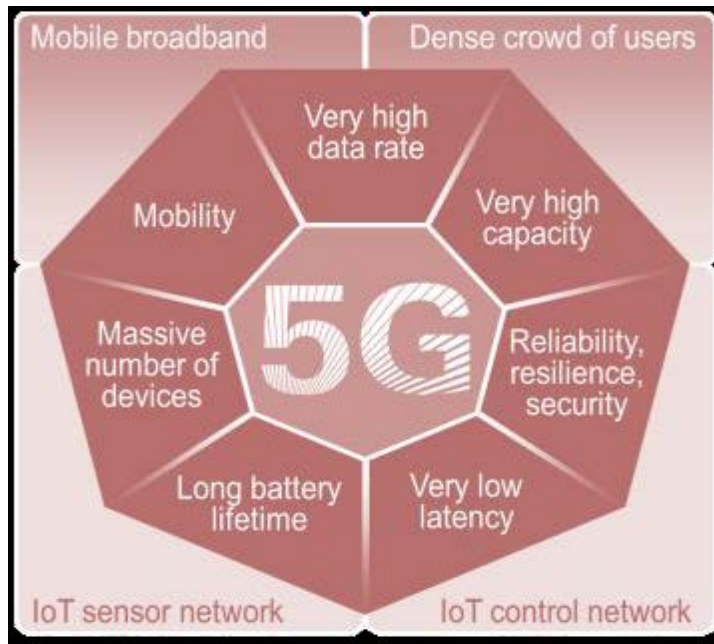 Mobile broadband
Dense crowd of users
Very high
data rate
Mobility
Very high
capacity
5G
Massive
number of
devices
Reliability,
resilience,
security
Long battery
lifetime
Very low
latency
IoT sensor network
IoT control network